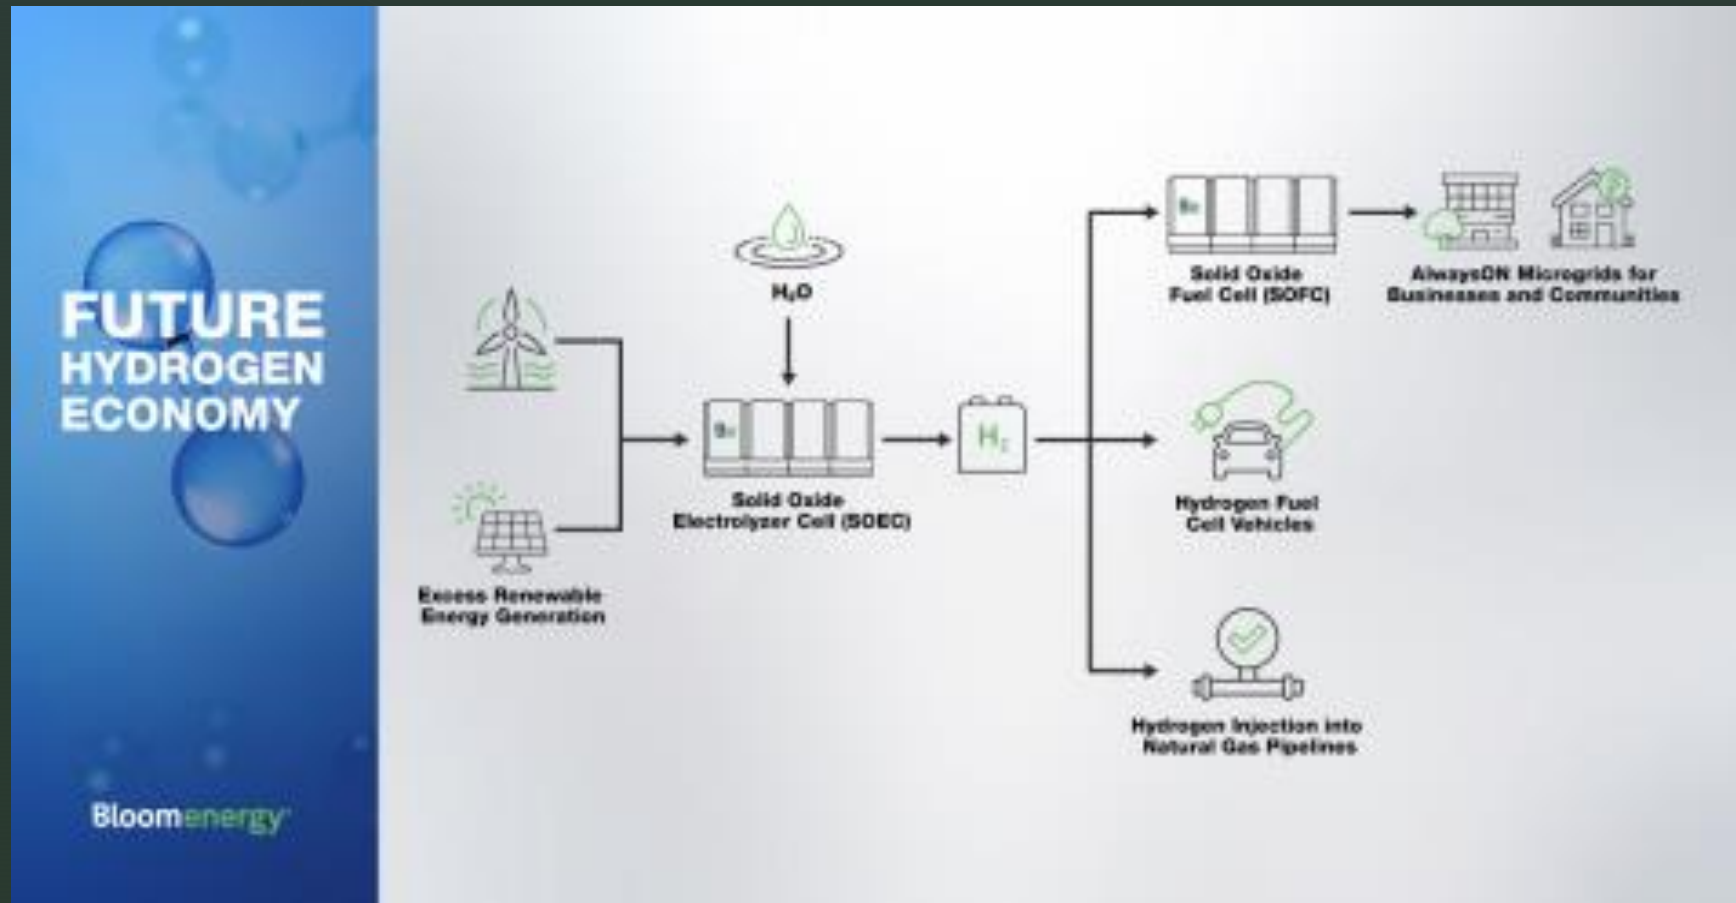 FUTURE
HYDROGEN
ECONOMY
Bloomenergy
H₂O
Solid Oxide
Electrolyzer Cell (SOEC)
Excess Renewable
Energy Generation
H₂
Solid Oxide
Fuel Cell (SOFC)
AlwaysON Microgrids for
Businesses and Communities
Hydrogen Fuel
Cell Vehicles
Hydrogen Injection into
Natural Gas Pipelines